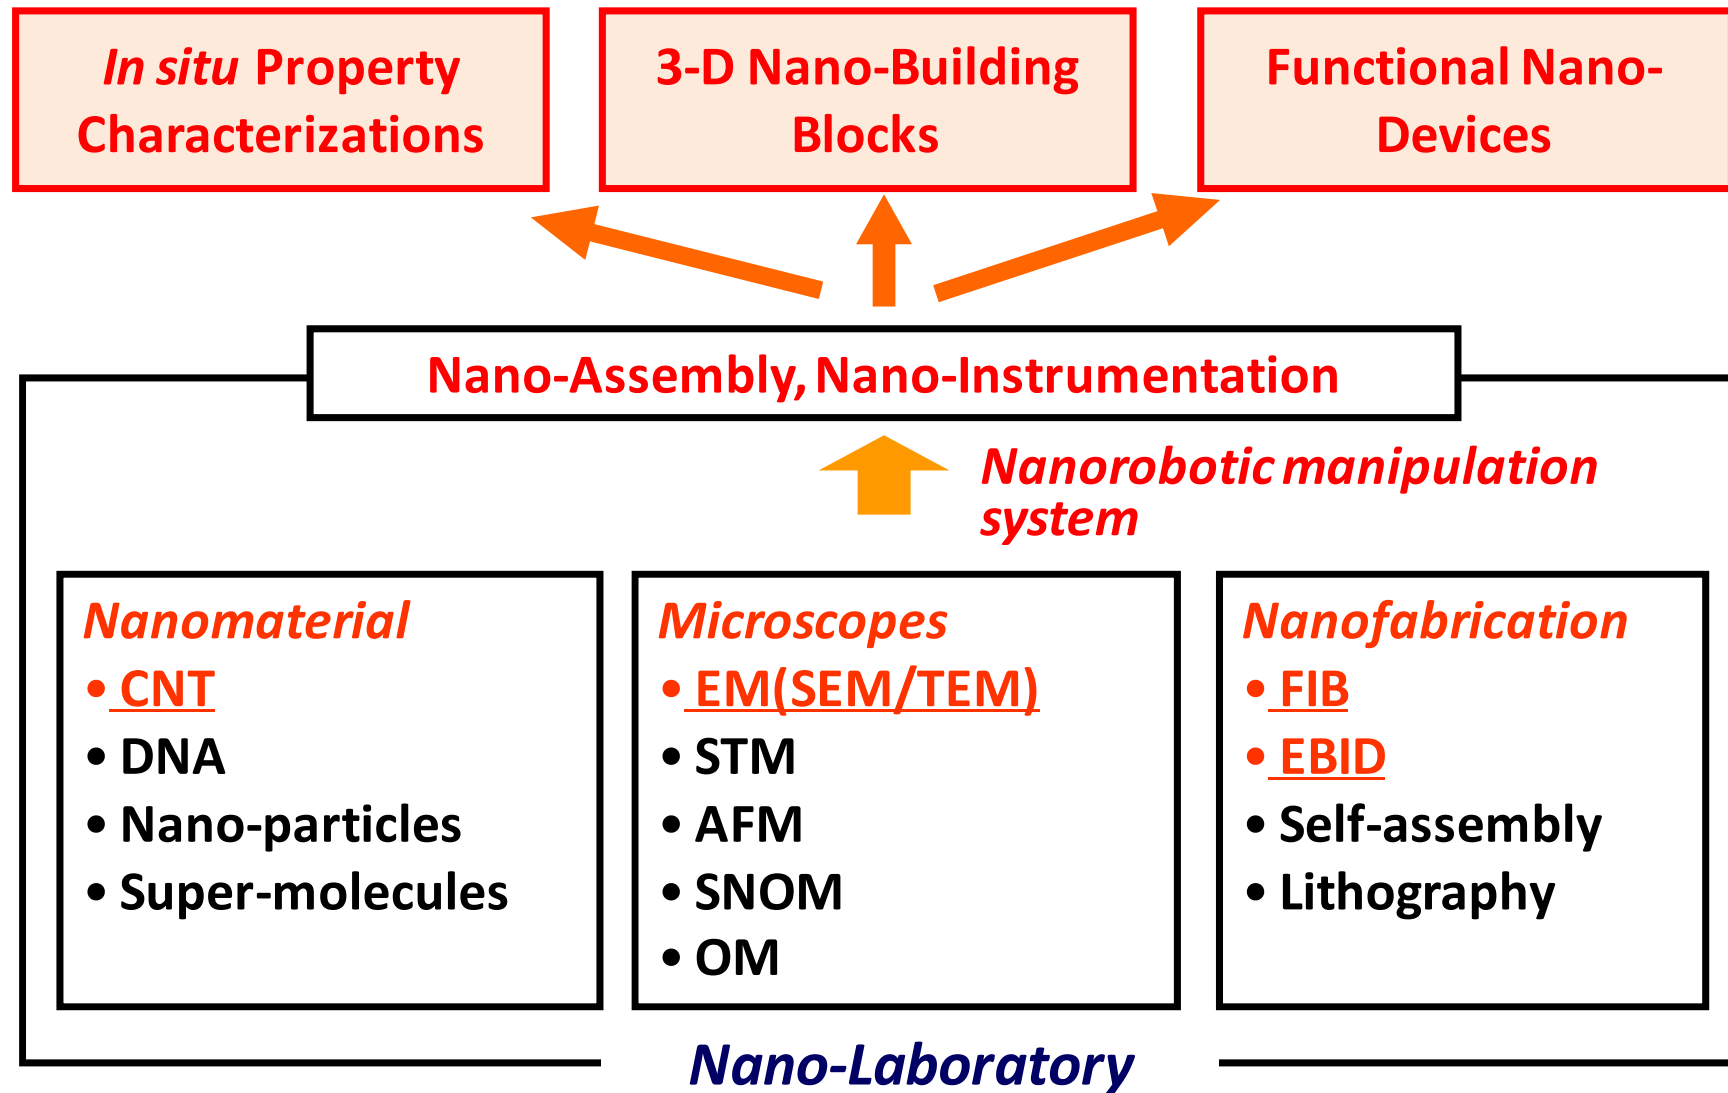 In situ Property
Characterizations
3-D Nano-Building
Blocks
Functional Nano-
Devices
Nano-Assembly, Nano-Instrumentation
Nanorobotic manipulation
system
Nanomaterial
• CNT
• DNA
• Nano-particles
• Super-molecules
Microscopes
• EM(SEM/TEM)
• STM
• AFM
• SNOM
• OM
Nanofabrication
• FIB
• EBID
• Self-assembly
• Lithography
Nano-Laboratory